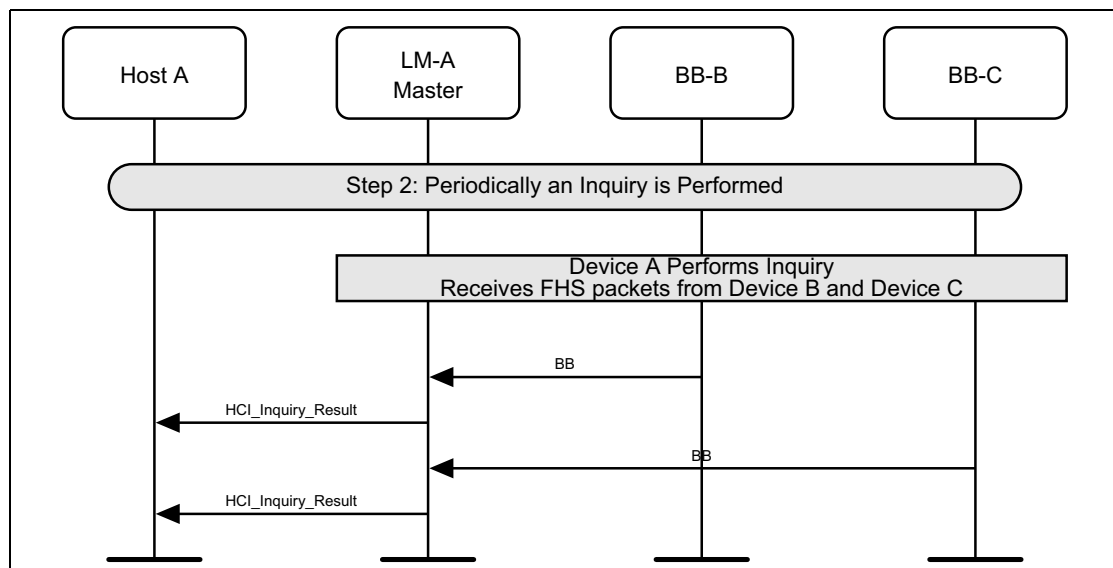 Host A
LM-A
Master
BB-B
BB-C
Step 2: Periodically an Inquiry is Performed
Device A Performs Inquiry
Receives FHS packets from Device B and Device C
BB
HCI_Inquiry_Result
BB
HCI_Inquiry_Result